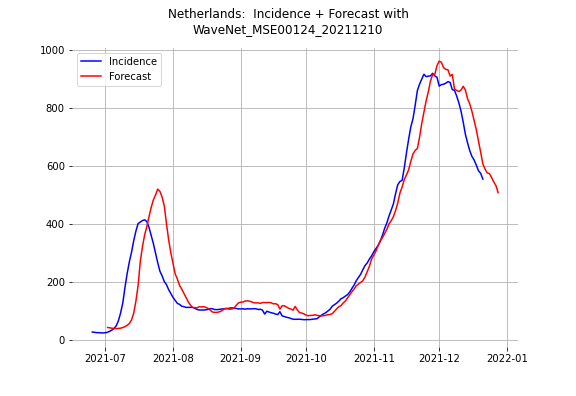 Netherlands:  Incidence + Forecast with
WaveNet_MSE00124_20211210
Incidence
Forecast
1000
800
600
400
200
0
2021-07 2021-08 2021-09 2021-10 2021-11 2021-12 2022-01